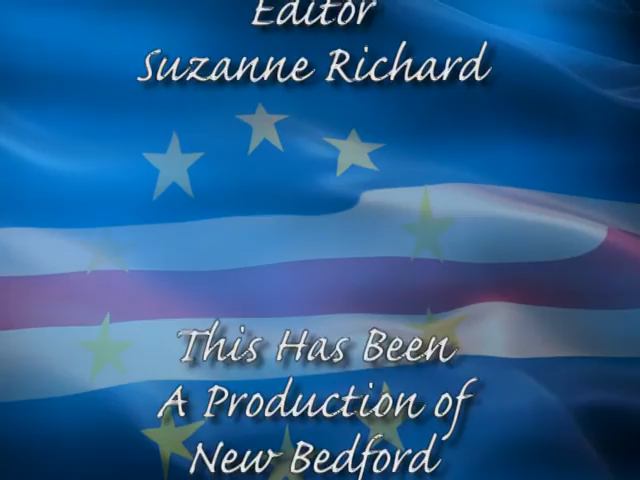 Editor
Suzanne Richard
This Has Been
A Production of
New Bedford